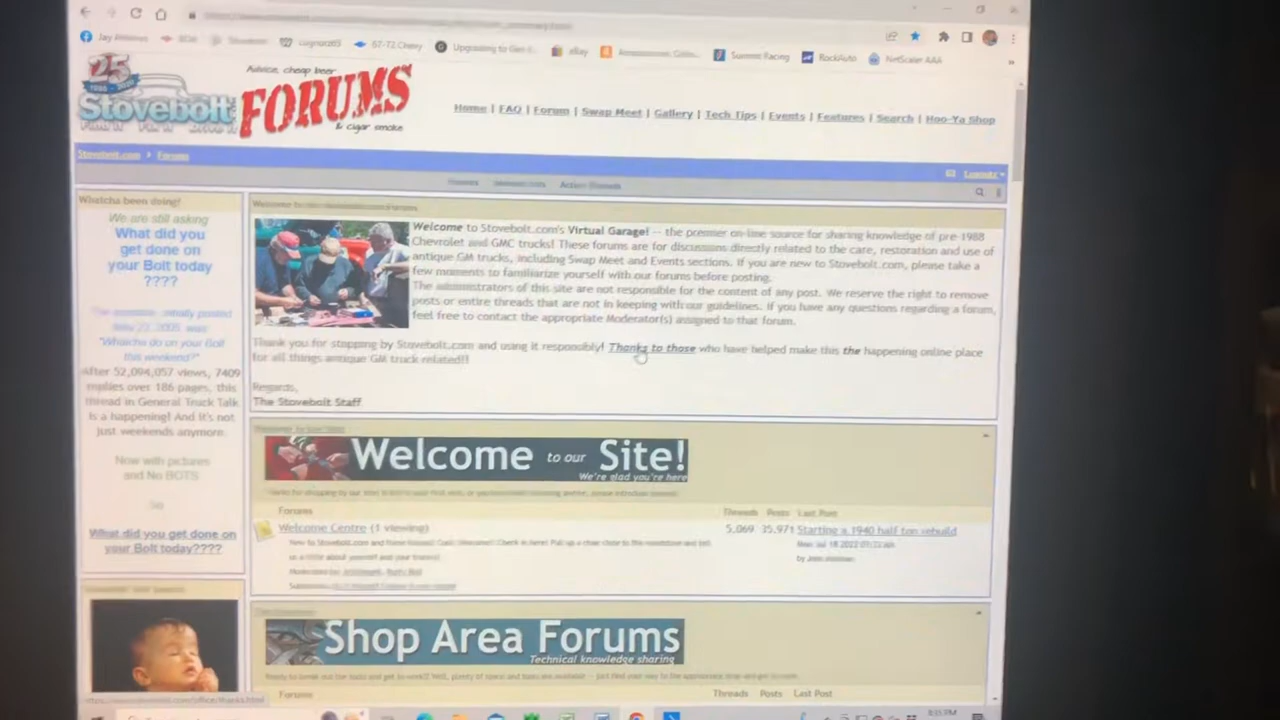 67-72 Chevy
eBay
Summit Racing
RockAuto
NetScaler AAA
25
Stovebolt
Advice, cheap beer
FORUMS
& cigar smoke
Home | FAQ | Forum | Swap Meet | Gallery | Tech Tips | Events | Features | Search | Hoo-Ya Shop
Stovebolt.com > Forums
Whatcha been doing?
We are still asking
What did you
get done on
your Bolt today
????
"Whatcha do on your Bolt
this weekend?"
After 52,094,057 views, 7409
replies over 186 pages, this
thread in General Truck Talk
is a happening! And it's not
just weekends anymore.
Now with pictures
and No BOTS
So
What did you get done on
your Bolt today????
Welcome to Stovebolt.com's Virtual Garage! -- the premier on-line source for sharing knowledge of pre-1988
Chevrolet and GMC trucks! These forums are for discussions directly related to the care, restoration and use of
antique GM trucks, including Swap Meet and Events sections. If you are new to Stovebolt.com, please take a
few moments to familiarize yourself with our forums before posting.
The administrators of this site are not responsible for the content of any post. We reserve the right to remove
posts or entire threads that are not in keeping with our guidelines. If you have any questions regarding a forum,
feel free to contact the appropriate Moderator(s) assigned to that forum.
Thank you for stopping by Stovebolt.com and using it responsibly! Thanks to those who have helped make this the happening online place
for all things antique GM truck related!!
Regards,
The Stovebolt Staff
Welcome to our Site!
We're glad you're here
Forums Threads Posts Last Post
Welcome Centre (1 viewing) 5,069 35,971 Starting a 1940 half ton rebuild
Shop Area Forums
Technical knowledge sharing
Forums Threads Posts Last Post